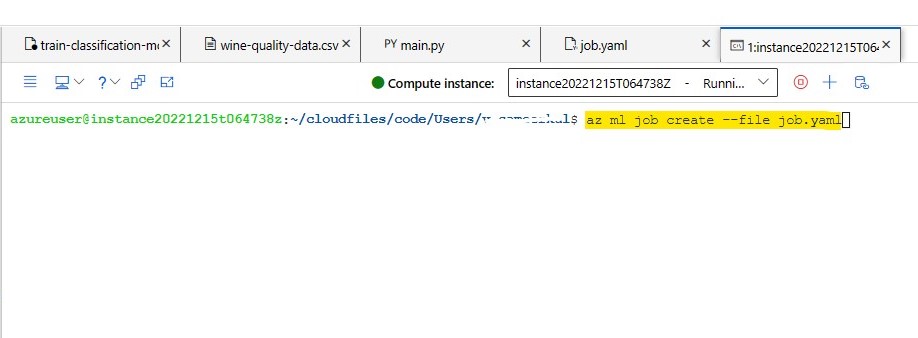 train-classification-m
wine-quality-data.csv
PY main.py
job.yaml
1:instance20221215T06
Compute instance: instance20221215T064738Z - Runni...
azureuser@instance20221215t064738z:~/cloudfiles/code/Users/ $ az ml job create --file job.yaml